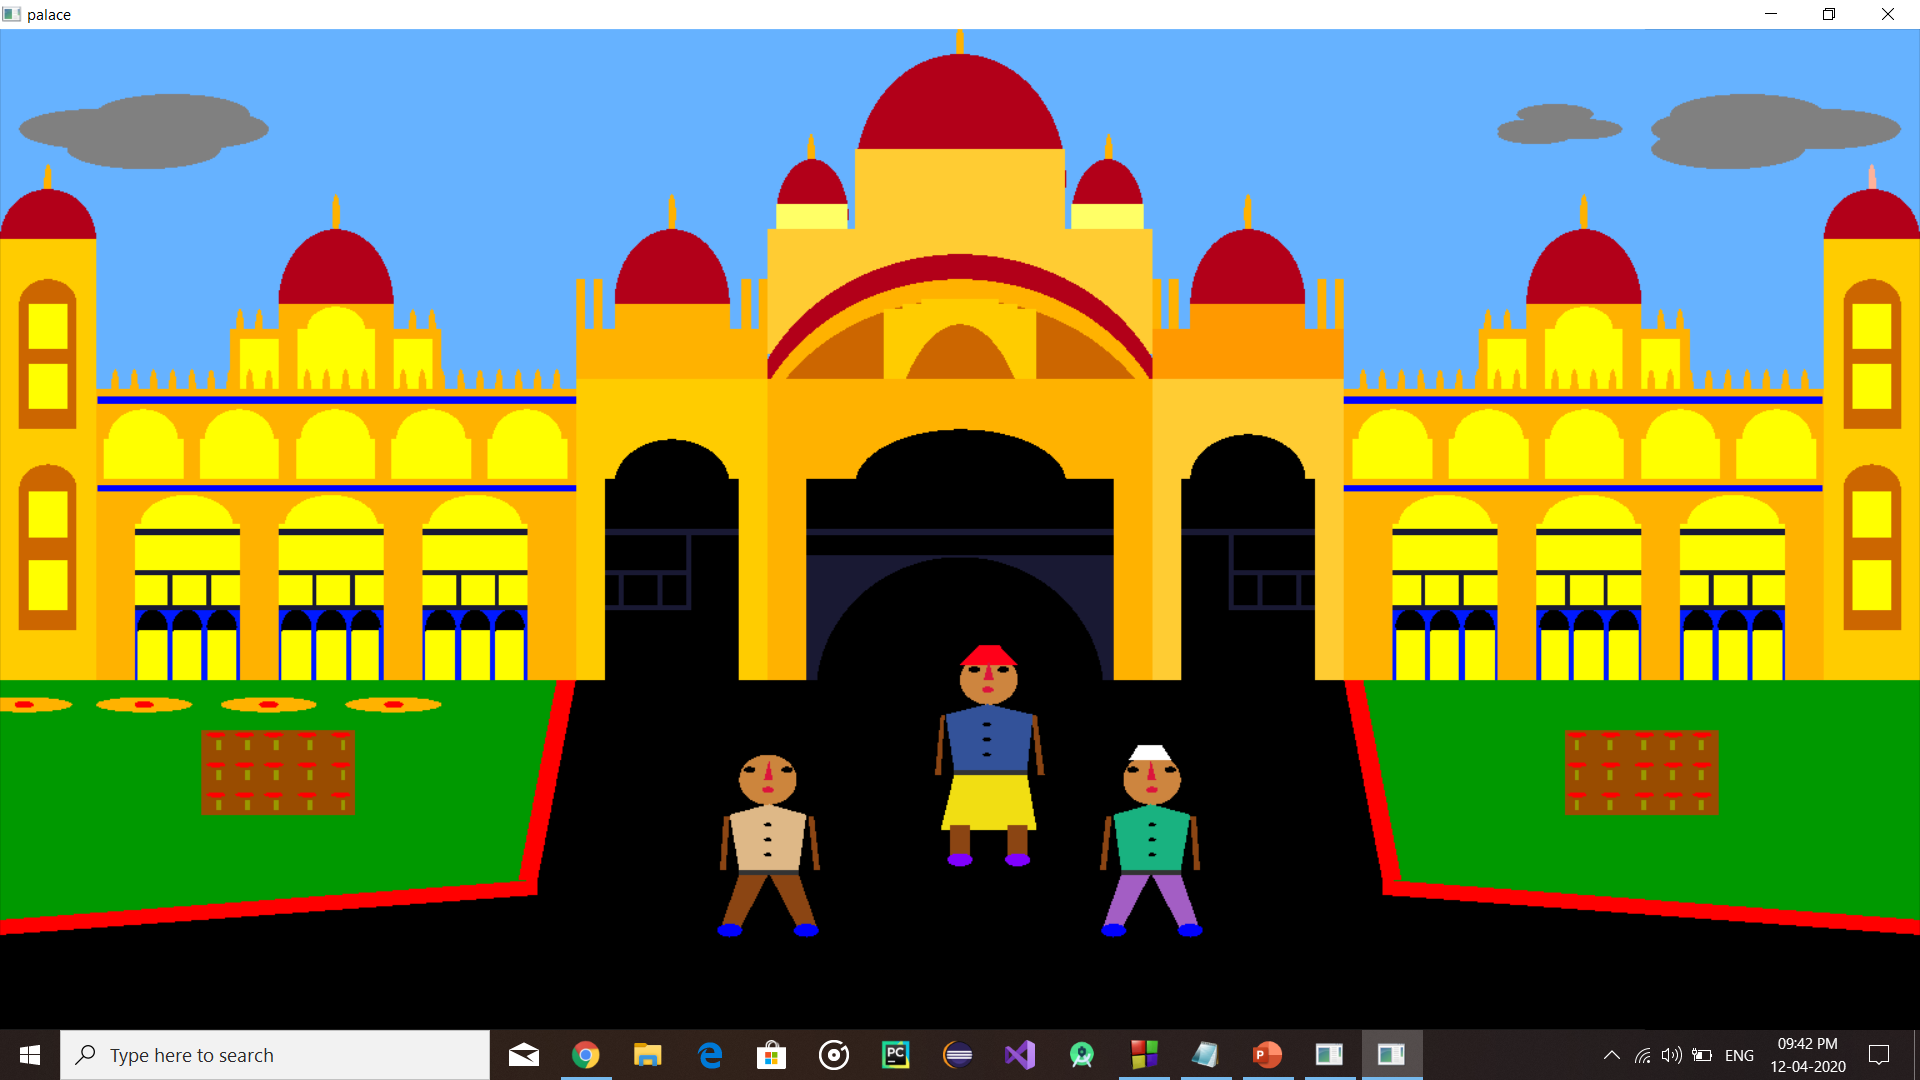 palace
Type here to search
PC
P
ENG
09:42 PM
12-04-2020